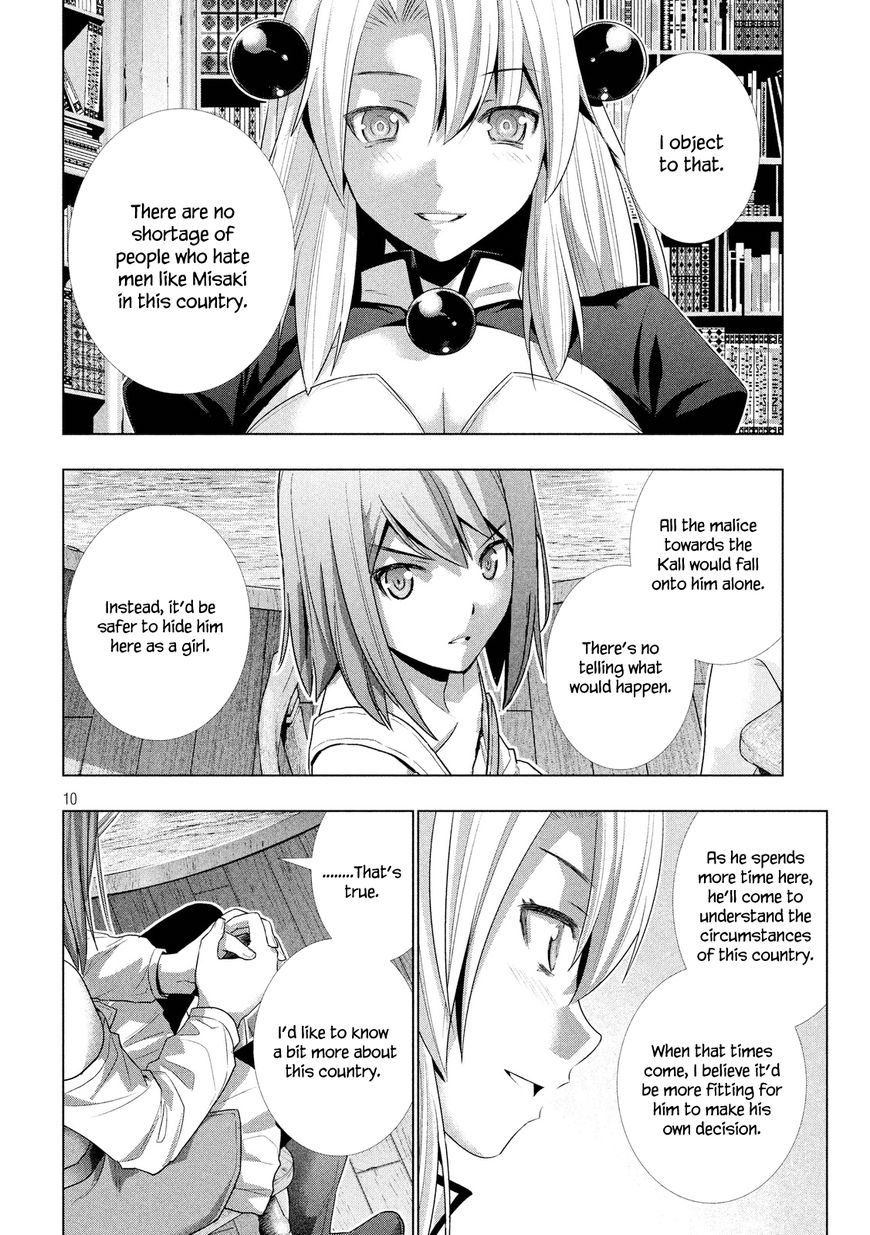 I object
to that.
There are no
shortage of
people who hate
men like Misaki
in this country.
All the malice
towards the
Kall would fall
onto him alone.
There's no
telling what
would happen.
Instead, it'd be
safer to hide him
here as a girl.
10
As he spends
more time here,
he'll come to
understand the
circumstances
of this country.
When that times
come, I believe it'd
be more fitting for
him to make his
own decision.
........That's
true.
I'd like to know
a bit more about
this country.